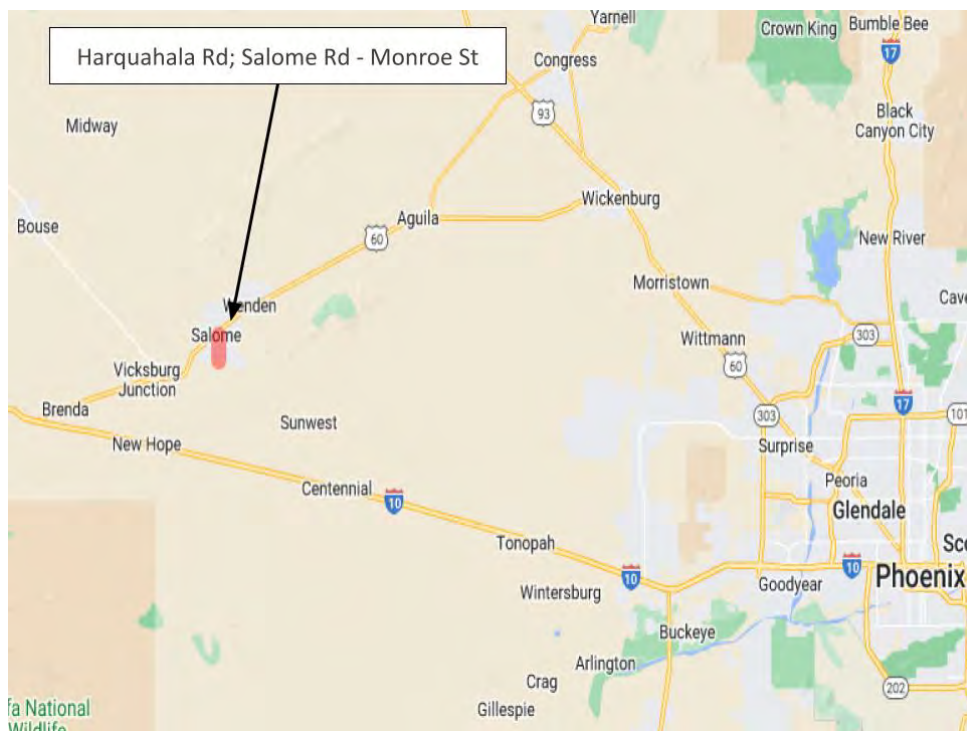 Harquahala Rd; Salome Rd - Monroe St
Yarnell
Crown King
Bumble Bee
17
Congress
Midway
93
Black
Canyon City
Wickenburg
Bouse
Aguila
60
New River
Morristown
Wenden
Cave
Salome
303
Wittmann
Vicksburg
Junction
60
Brenda
303
17
101
Sunwest
New Hope
Surprise
Peoria
Centennial
10
Glendale
Tonopah
Sco
10
10
Phoenix
Wintersburg
Goodyear
Buckeye
Arlington
Crag
202
Gillespie
fa National
Wildlife